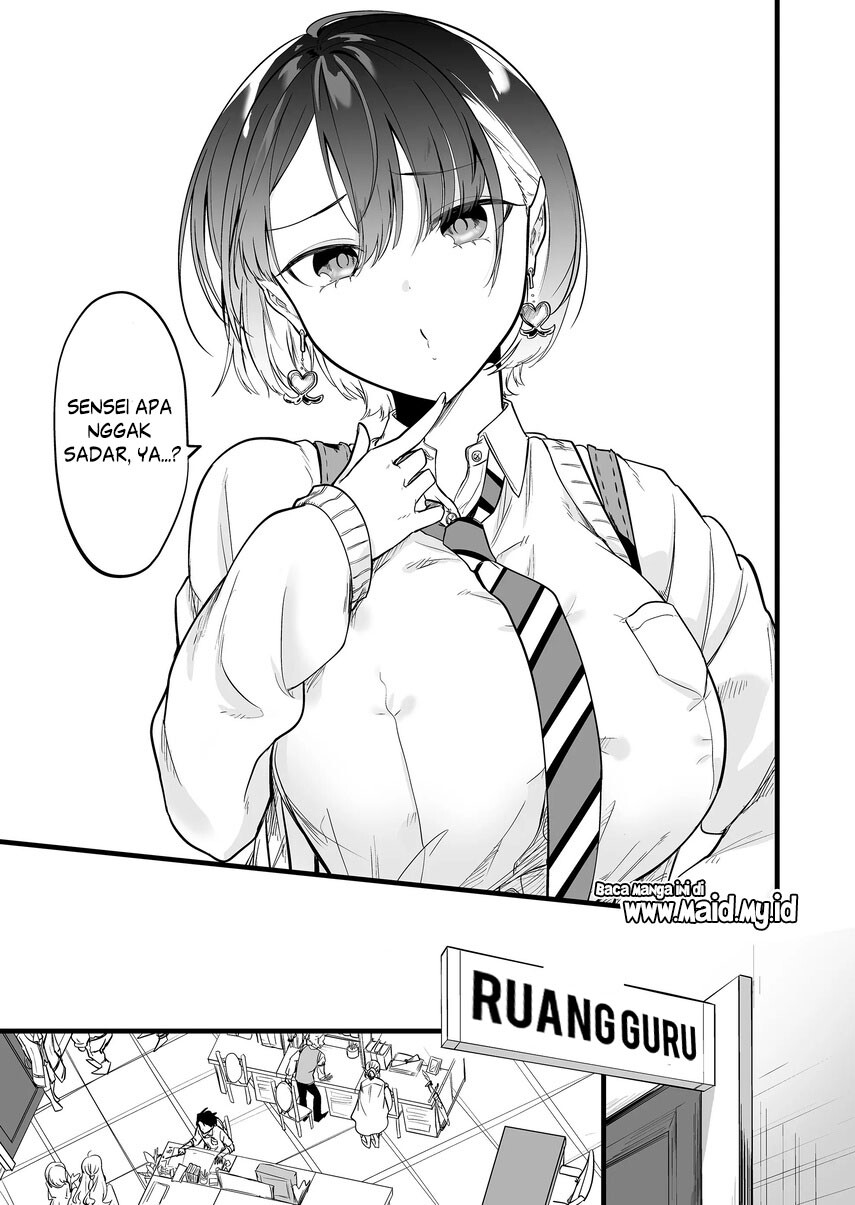 SENSEI APA
NGGAK
SADAR, YA...?
Baca Manga ini di
www.Maid.My.id
RUANG GURU